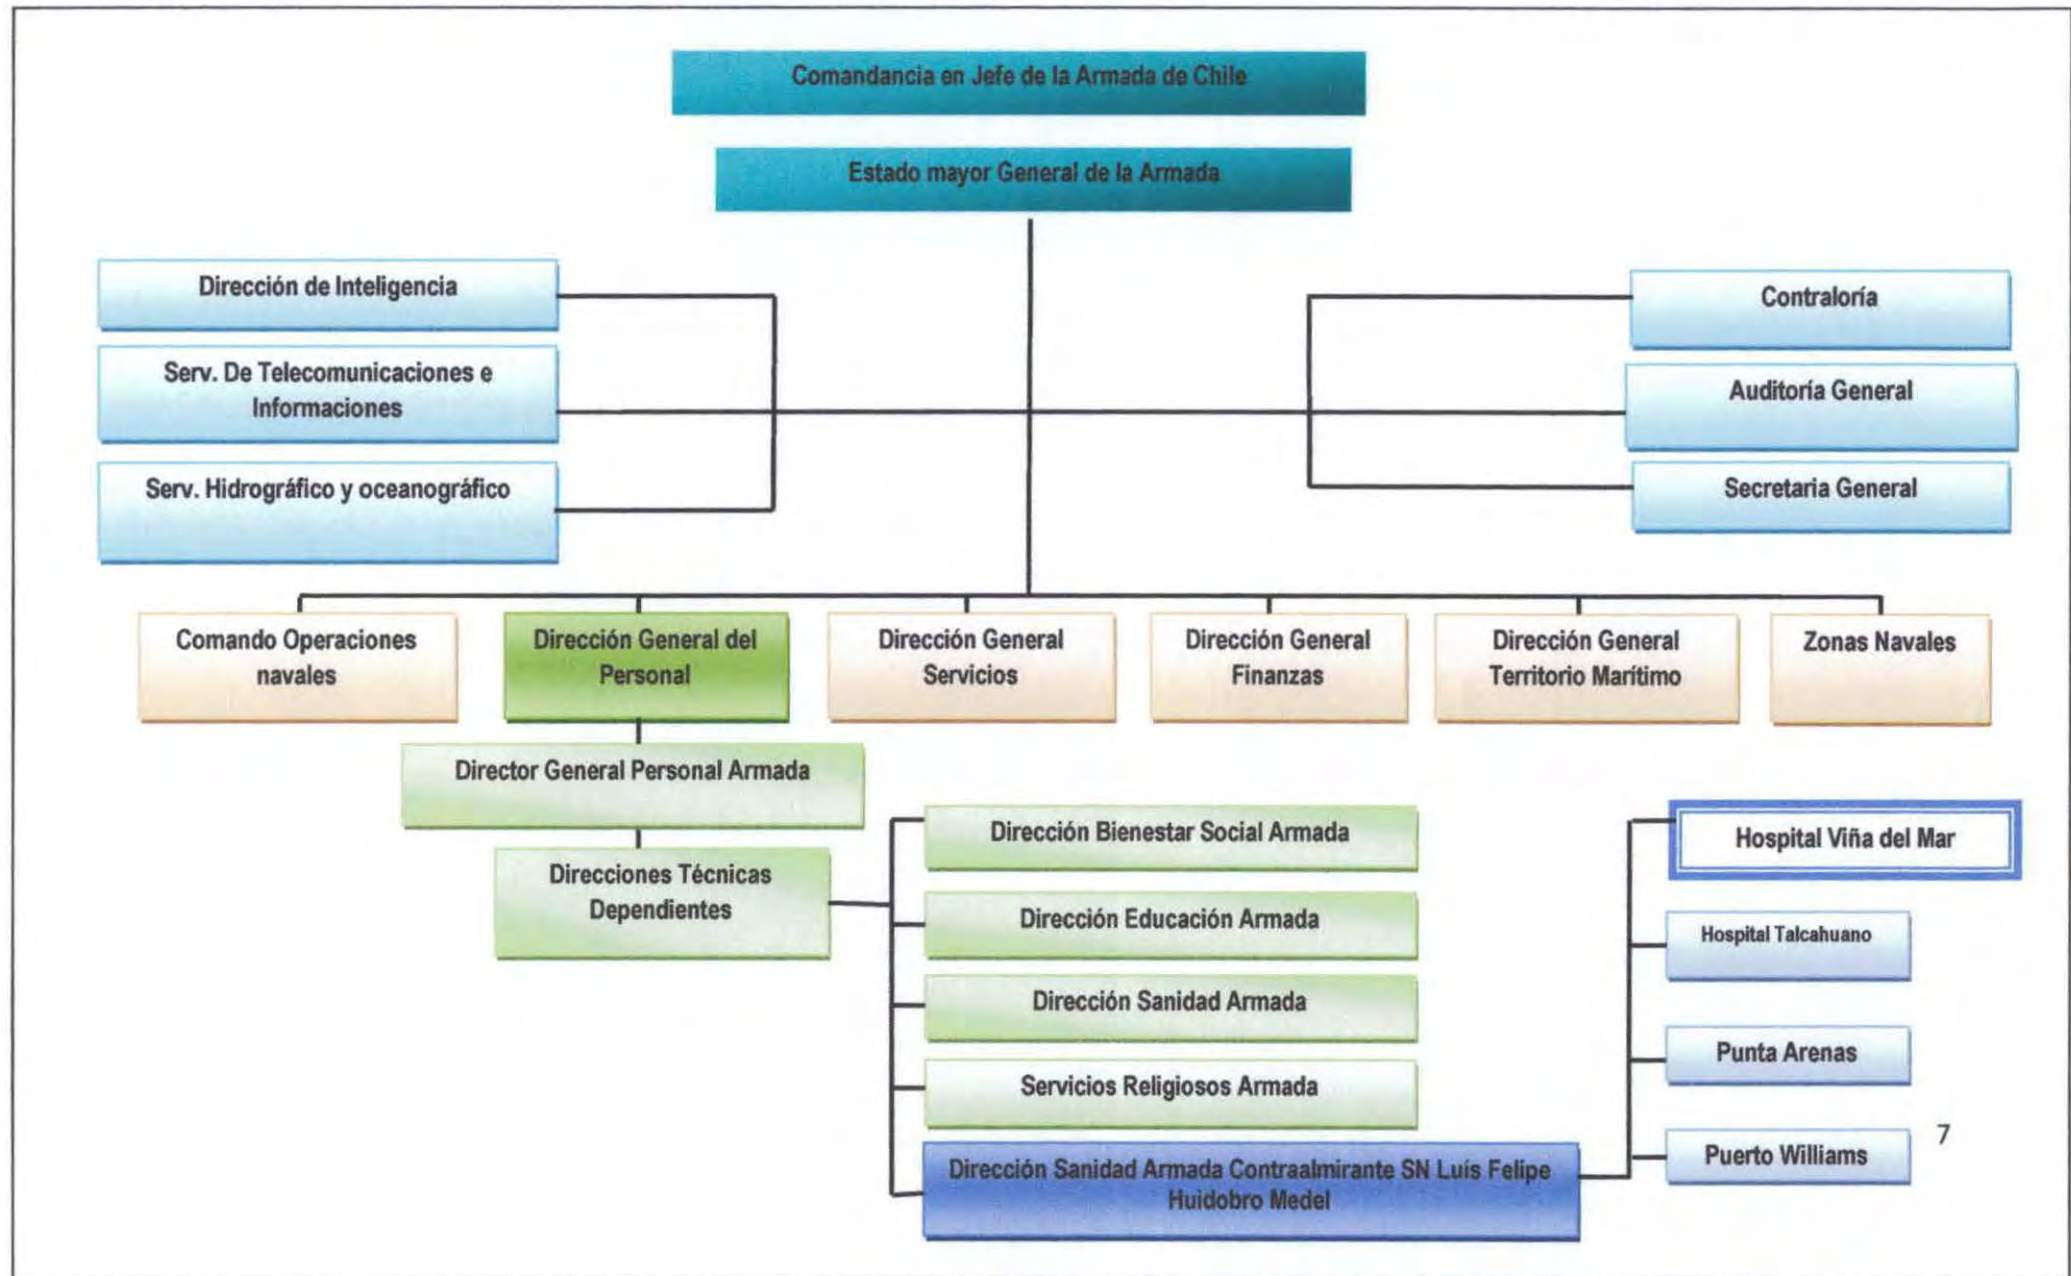 Comandancia en Jefe de la Armada de Chile
Estado mayor General de la Armada
Dirección de Inteligencia
Serv. De Telecomunicaciones e
Informaciones
Serv. Hidrográfico y oceanográfico
Contraloría
Auditoría General
Secretaria General
Comando Operaciones
navales
Dirección General del
Personal
Dirección General
Servicios
Dirección General
Finanzas
Dirección General
Territorio Marítimo
Zonas Navales
Director General Personal Armada
Direcciones Técnicas
Dependientes
Dirección Bienestar Social Armada
Dirección Educación Armada
Dirección Sanidad Armada
Servicios Religiosos Armada
Dirección Sanidad Armada Contraalmirante SN Luís Felipe
Huidobro Medel
Hospital Viña del Mar
Hospital Talcahuano
Punta Arenas
Puerto Williams
7